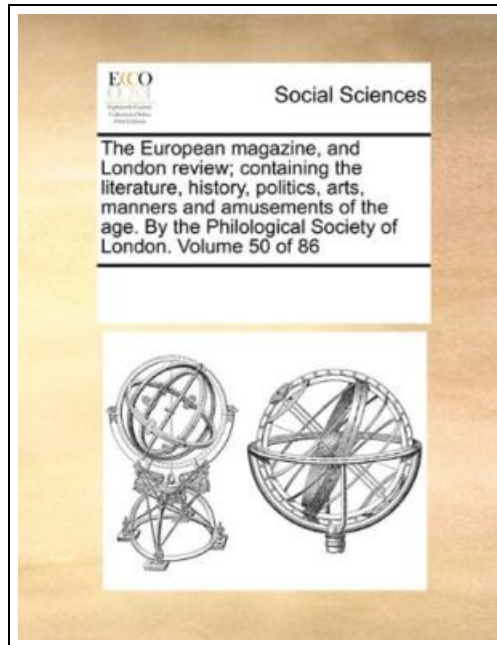 ECCO
Social Sciences
The European magazine, and
London review; containing the
literature, history, politics, arts,
manners and amusements of the
age. By the Philological Society of
London. Volume 50 of 86